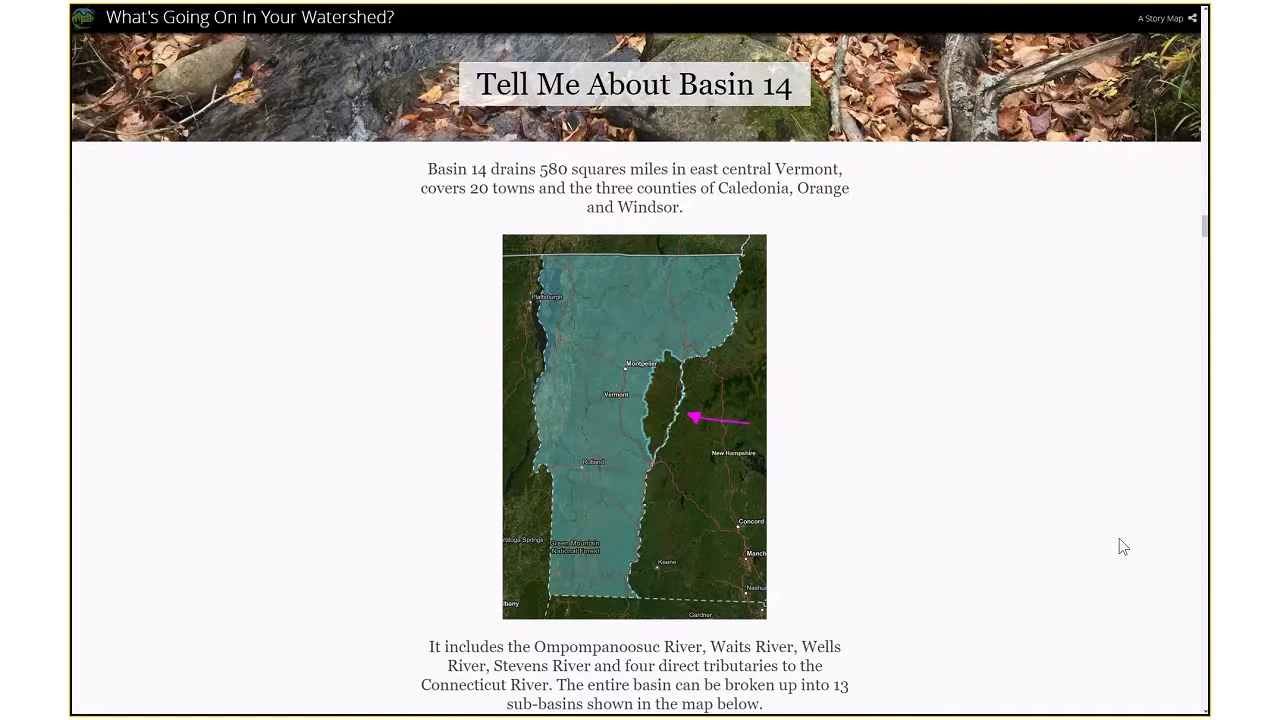 What's Going On In Your Watershed?
A Story Map
Tell Me About Basin 14
Basin 14 drains 580 squares miles in east central Vermont,
covers 20 towns and the three counties of Caledonia, Orange
and Windsor.
Plattsburgh
Montpelier
Vermont
New Hampshire
Rutland
Concord
Green Mountain
National Forest
Keene
Gardner
It includes the Ompompanoosuc River, Waits River, Wells
River, Stevens River and four direct tributaries to the
Connecticut River. The entire basin can be broken up into 13
sub-basins shown in the map below.